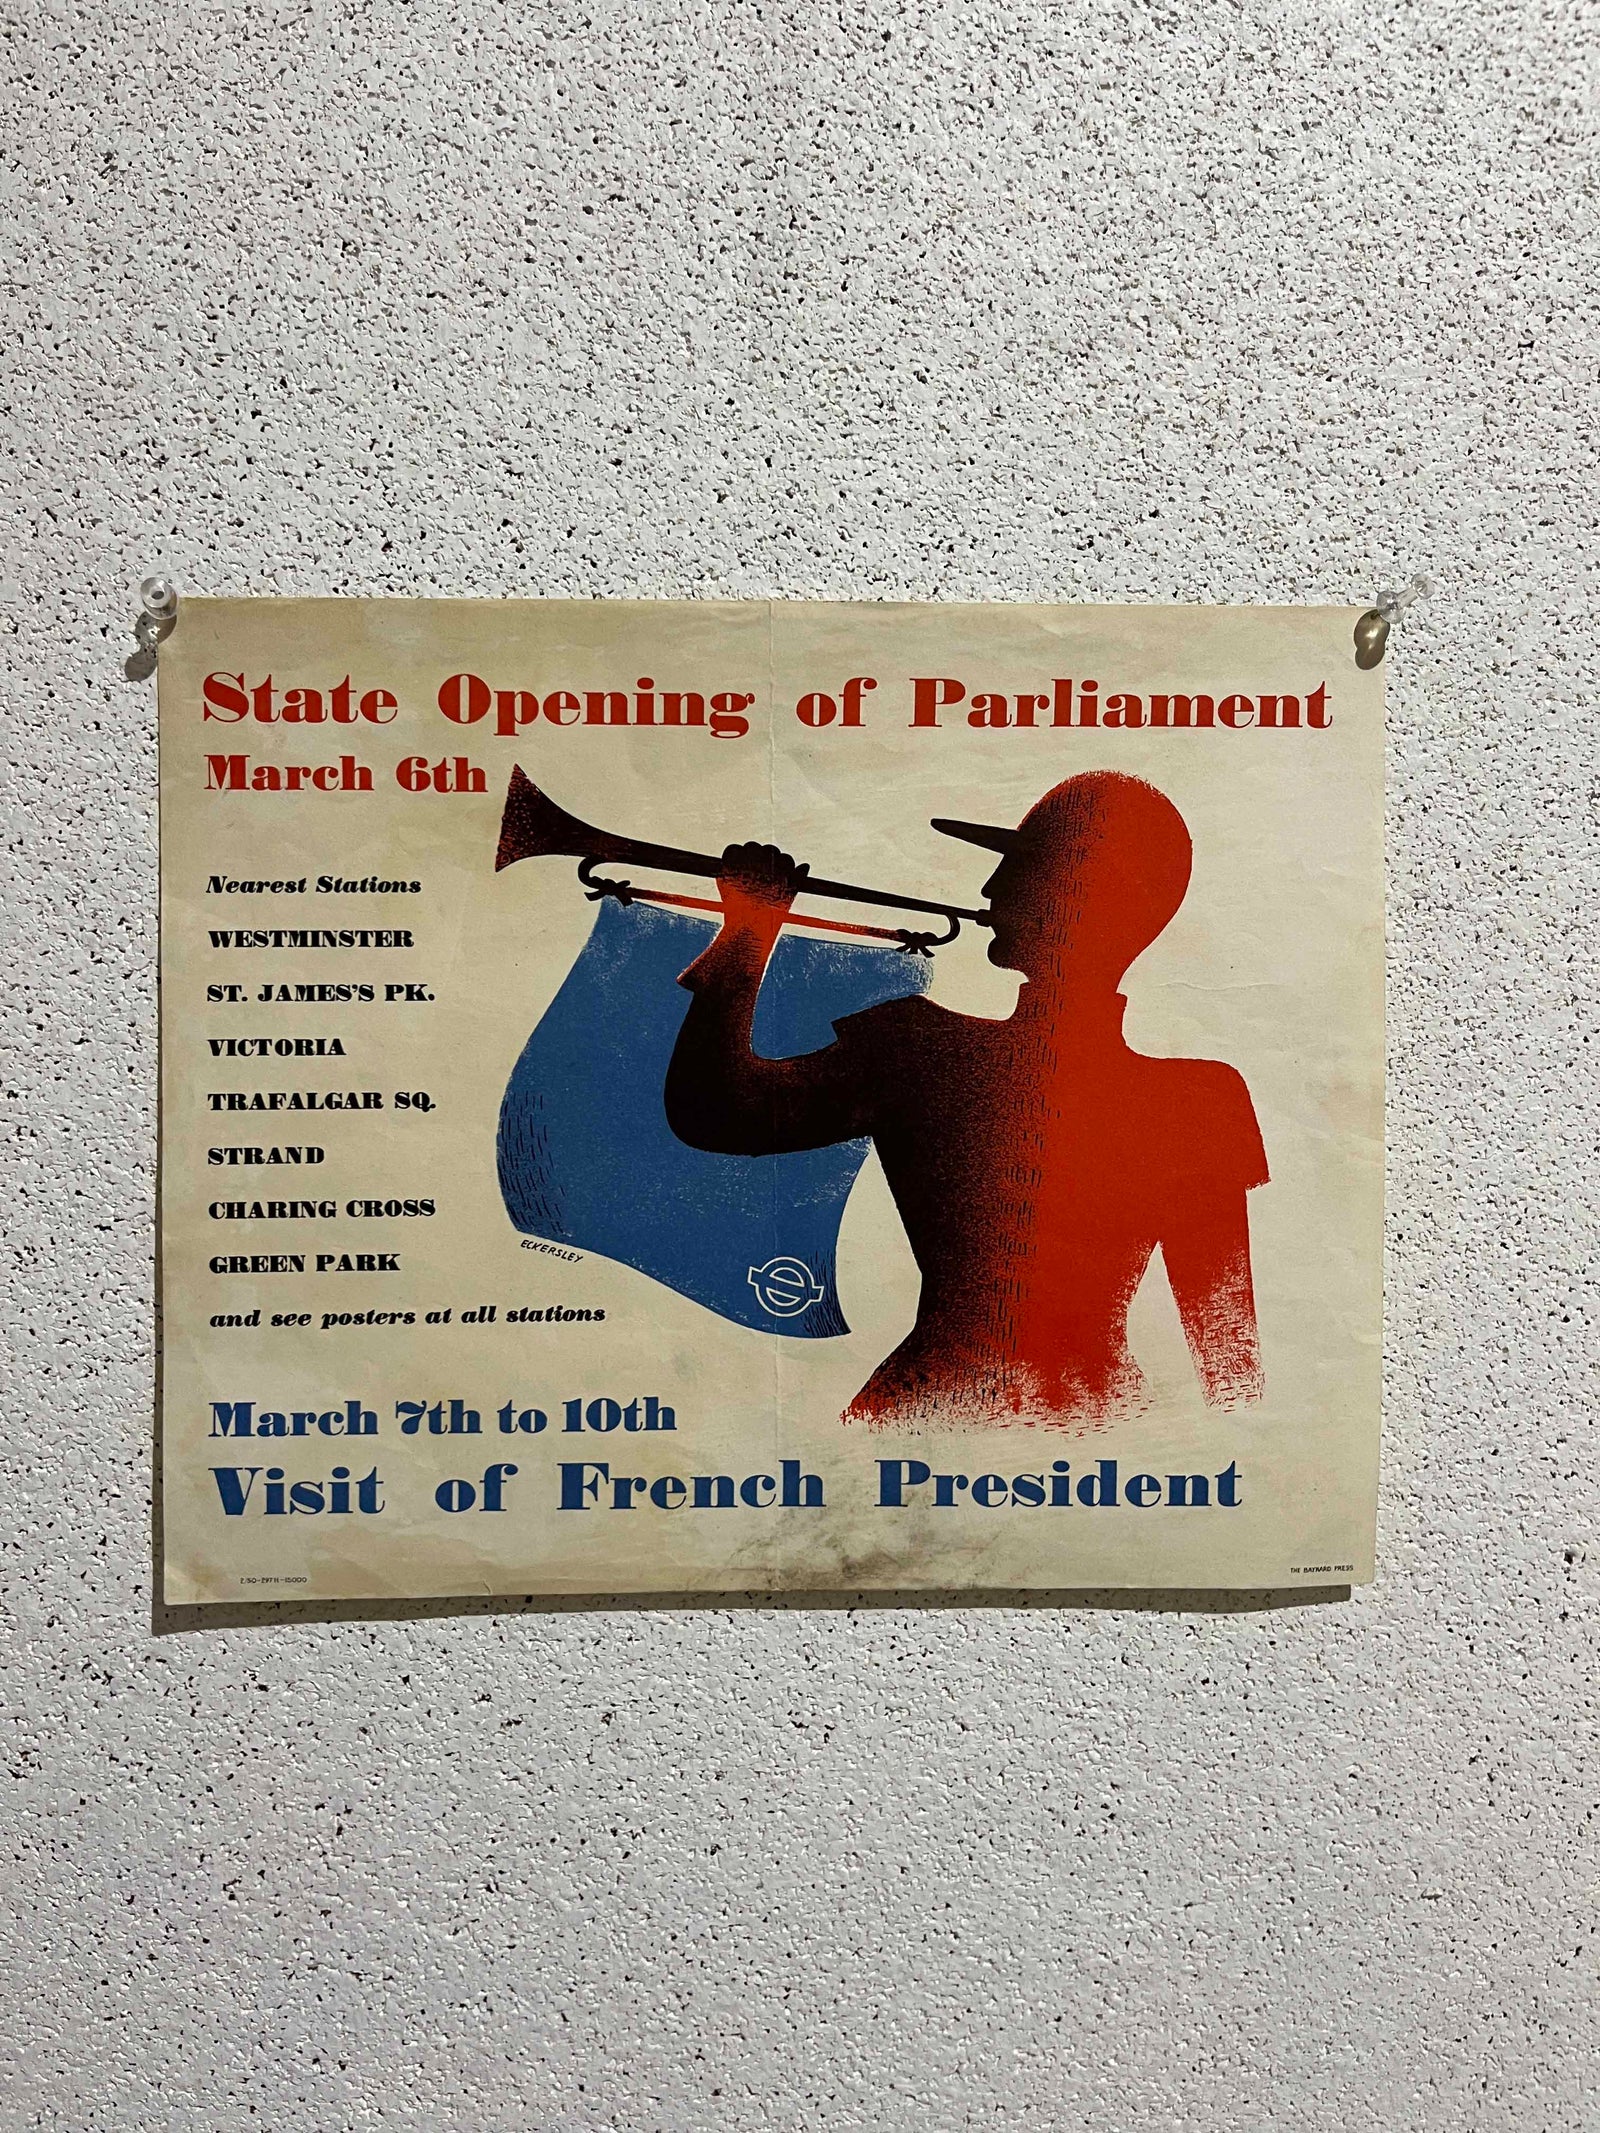 State Opening of Parliament
March 6th
Nearest Stations
WESTMINSTER
ST. JAMES'S PK.
VICTORIA
TRAFALGAR SQ.
STRAND
CHARING CROSS
GREEN PARK
and see posters at all stations
ECKERSLEY
March 7th to 10th
Visit of French President
THE BAYNARD PRESS